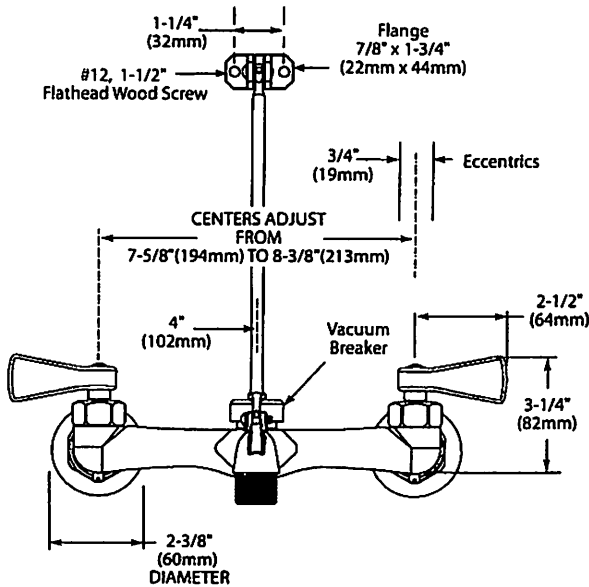 1-1/4"
(32mm)
Flange
7/8" x 1-3/4"
(22mm x 44mm)
#12, 1-1/2"
Flathead Wood Screw
3/4"
(19mm)
Eccentrics
CENTERS ADJUST
FROM
7-5/8"(194mm) TO 8-3/8"(213mm)
2-1/2"
(64mm)
4"
(102mm)
Vacuum
Breaker
3-1/4"
(82mm)
2-3/8"
(60mm)
DIAMETER